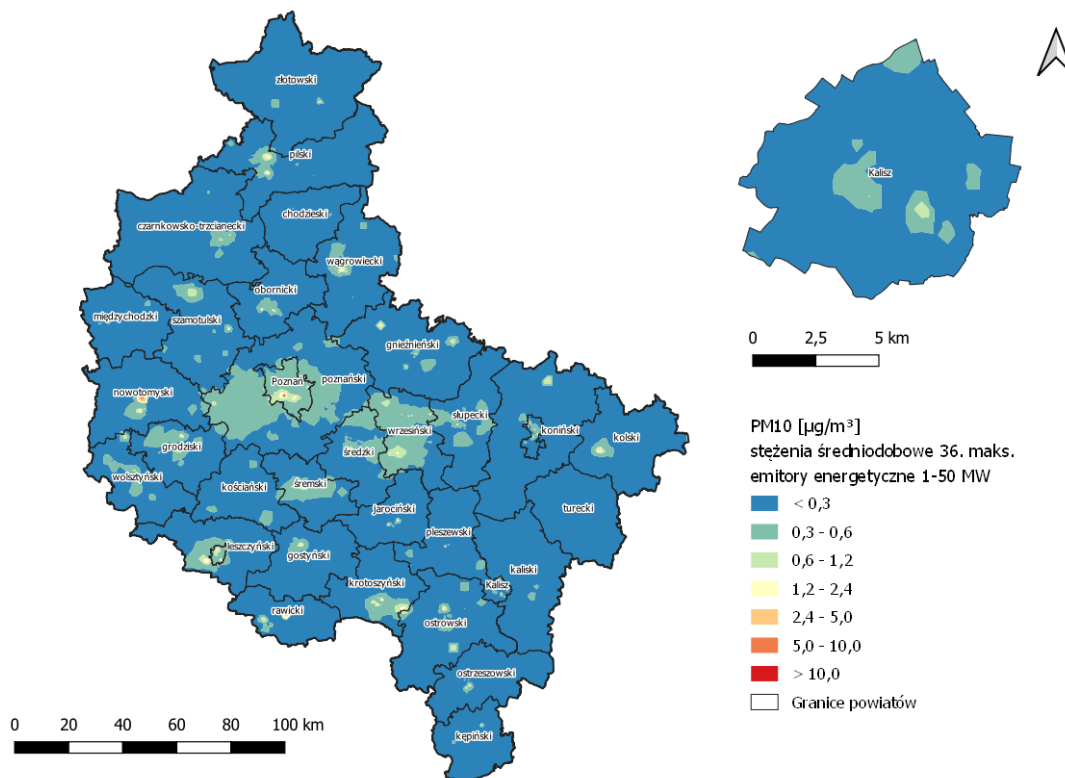 złotowski
pilski
chodzieski
czarnkowsko-trzcianecki
wągrowiecki
obornicki
międzychodzki
szamotulski
gnieźnieński
Poznań
poznański
nowotomyski
słupecki
wrzesiński
koniński
kolski
grodziski
średzki
wolsztyński
kościański
śremski
turecki
jarociński
pleszewski
leszczyński
gostyński
kaliski
krotoszyński
Kalisz
rawicki
ostrowski
ostrzeszowski
kępiński
0 20 40 60 80 100 km
Kalisz
0 2,5 5 km
PM10 [µg/m³]
stężenia średniodobowe 36. maks.
emitory energetyczne 1-50 MW
< 0,3
0,3 - 0,6
0,6 - 1,2
1,2 - 2,4
2,4 - 5,0
5,0 - 10,0
> 10,0
Granice powiatów